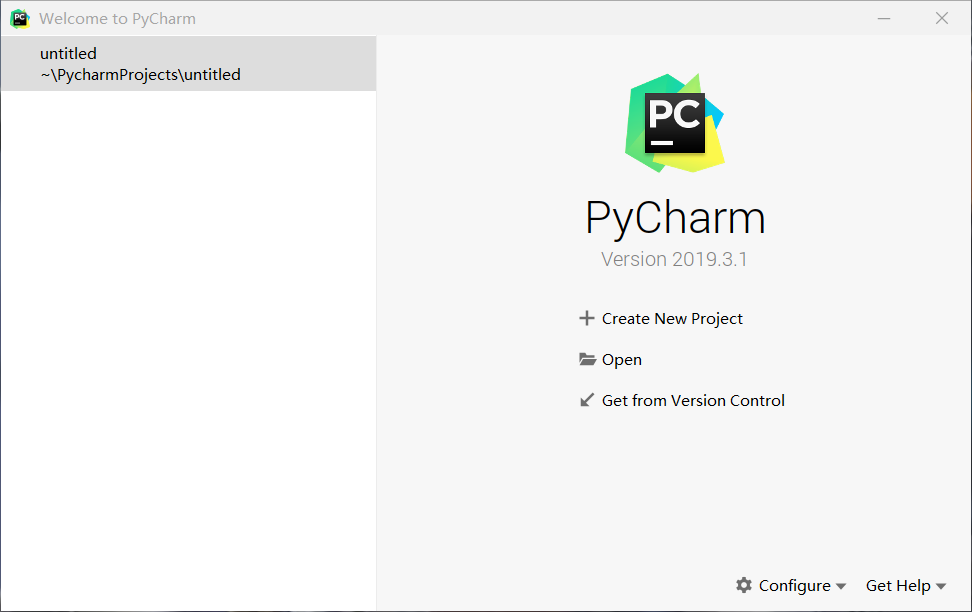 Welcome to PyCharm
untitled
~\PycharmProjects\untitled
PC
PyCharm
Version 2019.3.1
Create New Project
Open
Get from Version Control
Configure
Get Help